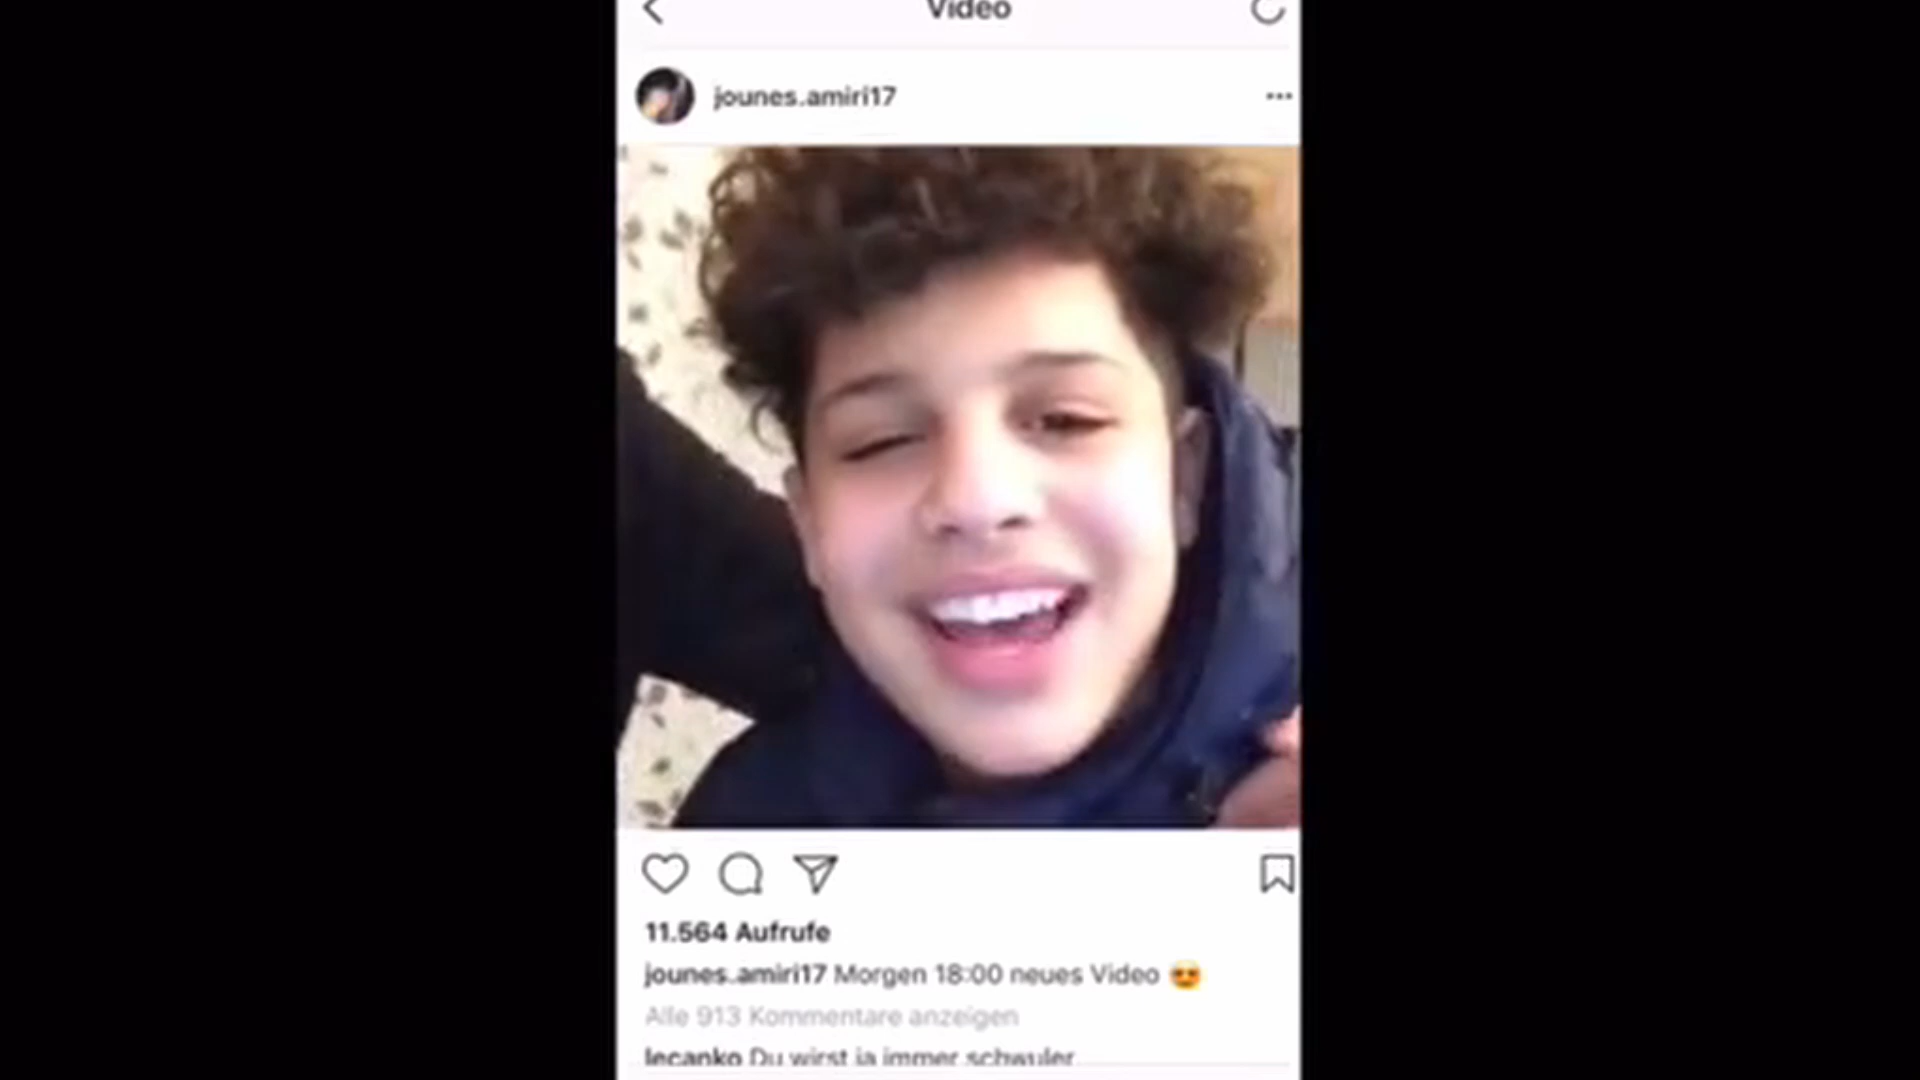 Video
jounes.amiri17
11.564 Aufrufe
jounes.amiri17 Morgen 18:00 neues Video 😍
Alle 913 Kommentare anzeigen
lecanko Du wirst ja immer schwuler